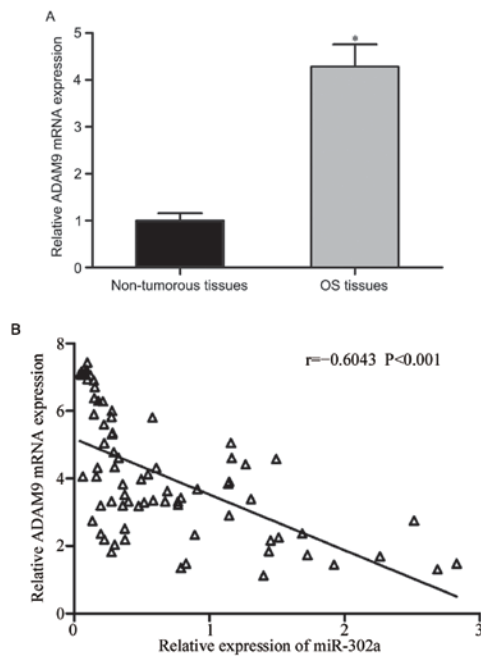 A
Relative ADAM9 mRNA expression
5
4
3
2
1
0
*
Non-tumorous tissues OS tissues
B
Relative ADAM9 mRNA expression
8
6
4
2
0
r=−0.6043 P<0.001
0 1 2 3
Relative expression of miR-302a